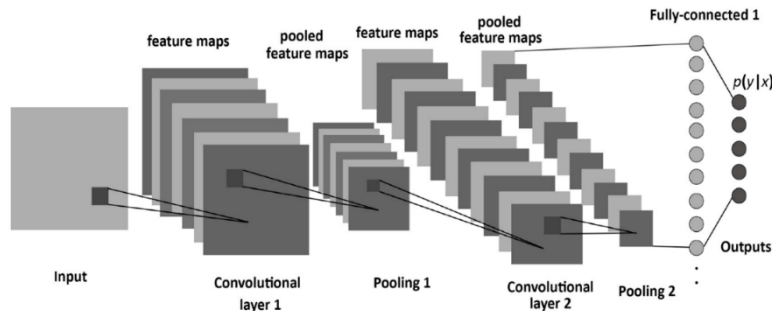 Fully-connected 1
feature maps
pooled
feature maps
feature maps
pooled
feature maps
p(y|x)
Input
Convolutional
layer 1
Pooling 1
Convolutional
layer 2
Pooling 2
Outputs